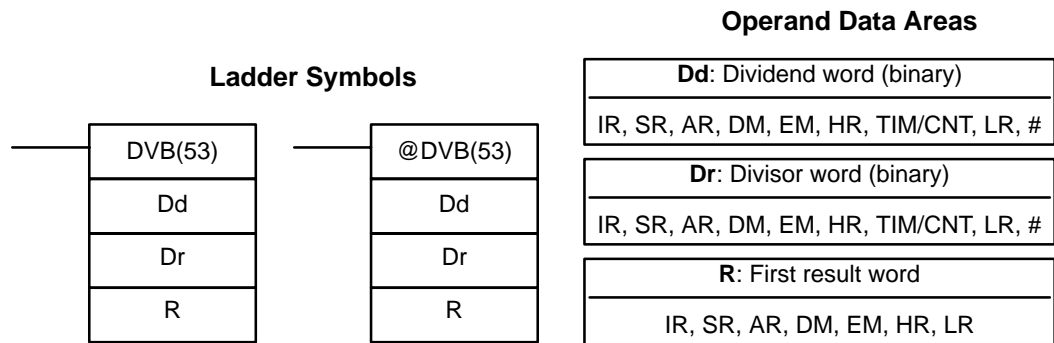 Ladder Symbols
DVB(53)
Dd
Dr
R
@DVB(53)
Dd
Dr
R
Operand Data Areas
Dd: Dividend word (binary)
IR, SR, AR, DM, EM, HR, TIM/CNT, LR, #
Dr: Divisor word (binary)
IR, SR, AR, DM, EM, HR, TIM/CNT, LR, #
R: First result word
IR, SR, AR, DM, EM, HR, LR